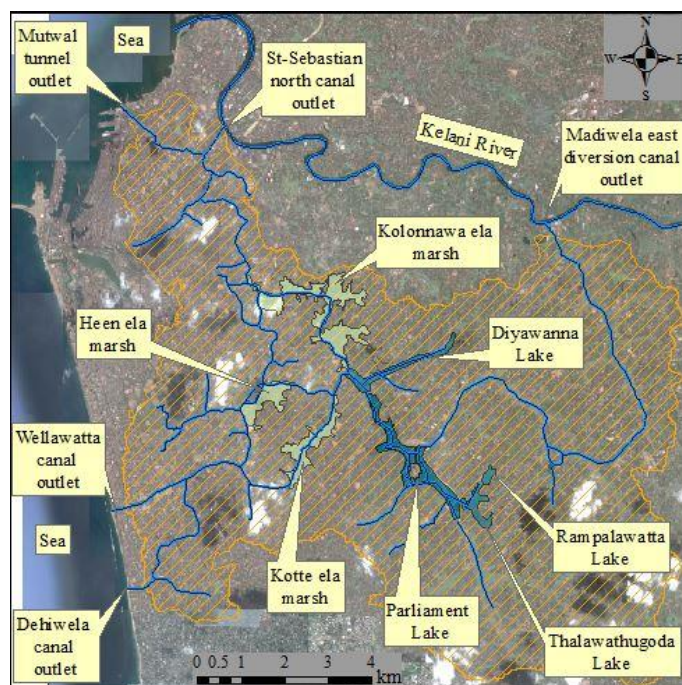 Mutwal
tunnel
outlet
Sea
St-Sebastian
north canal
outlet
N
W
E
S
Kelani River
Madiwela east
diversion canal
outlet
Kolonnawa ela
marsh
Heen ela
marsh
Diyawanna
Lake
Wellawatta
canal
outlet
Sea
Rampalawatta
Lake
Kotte ela
marsh
Parliament
Lake
Dehiwela
canal
outlet
Thalawathugoda
Lake
0 0.5 1 2 3 4
km